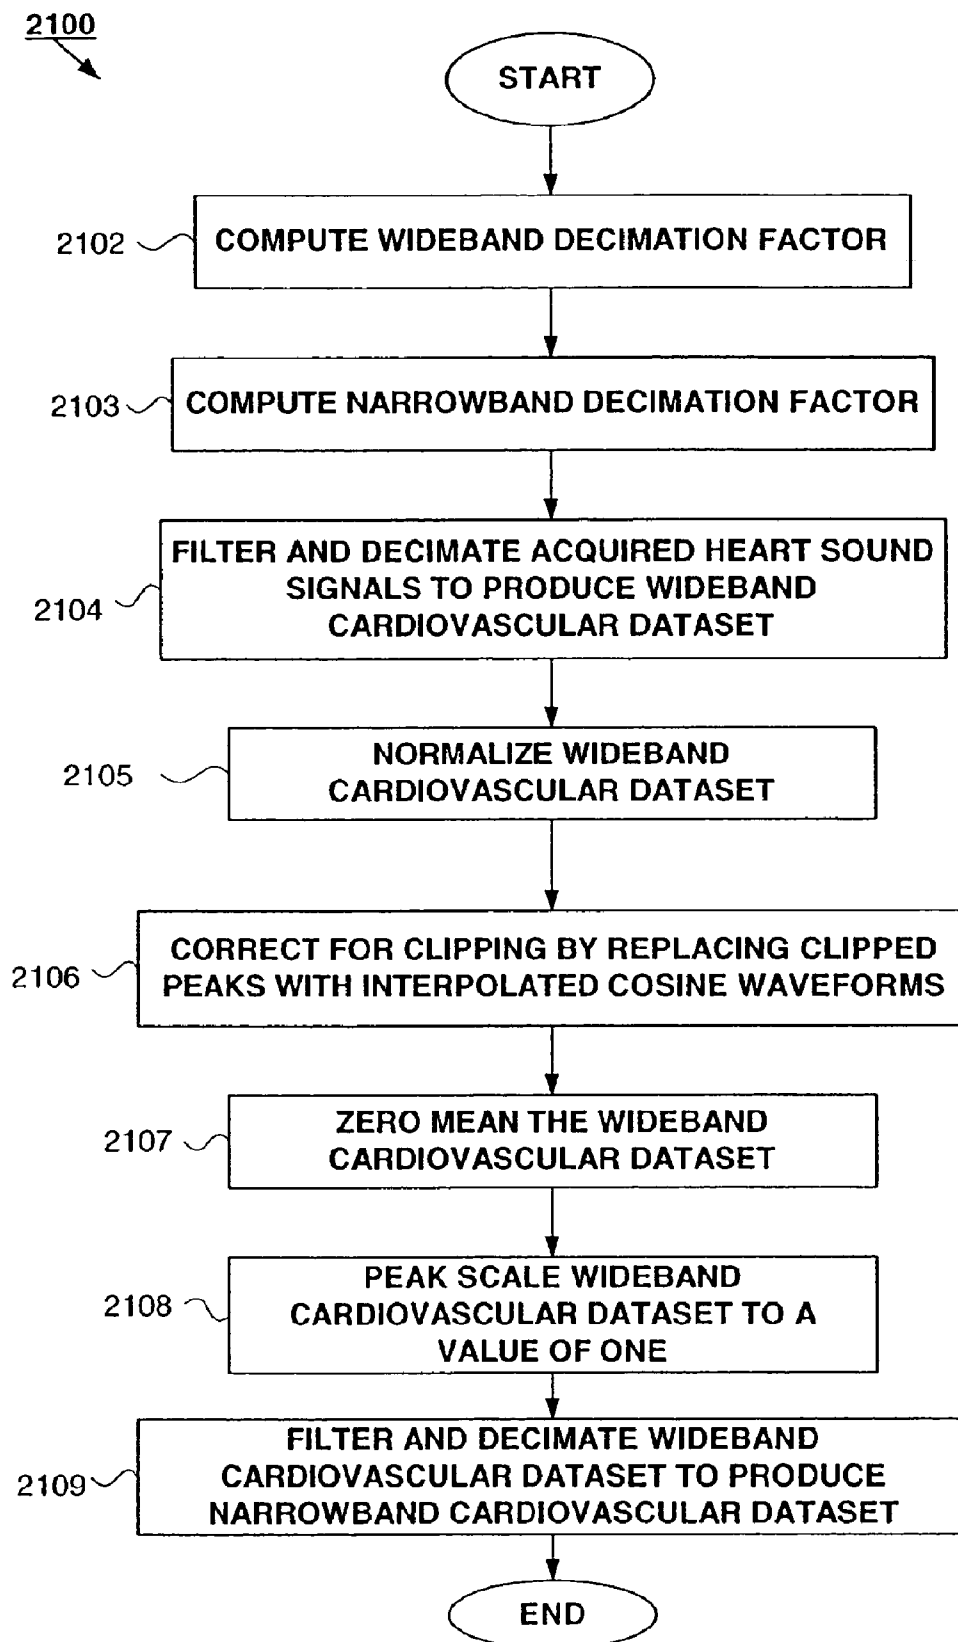 2100
START
2102
COMPUTE WIDEBAND DECIMATION FACTOR
2103
COMPUTE NARROWBAND DECIMATION FACTOR
2104
FILTER AND DECIMATE ACQUIRED HEART SOUND
SIGNALS TO PRODUCE WIDEBAND
CARDIOVASCULAR DATASET
2105
NORMALIZE WIDEBAND
CARDIOVASCULAR DATASET
2106
CORRECT FOR CLIPPING BY REPLACING CLIPPED
PEAKS WITH INTERPOLATED COSINE WAVEFORMS
2107
ZERO MEAN THE WIDEBAND
CARDIOVASCULAR DATASET
2108
PEAK SCALE WIDEBAND
CARDIOVASCULAR DATASET TO A
VALUE OF ONE
2109
FILTER AND DECIMATE WIDEBAND
CARDIOVASCULAR DATASET TO PRODUCE
NARROWBAND CARDIOVASCULAR DATASET
END